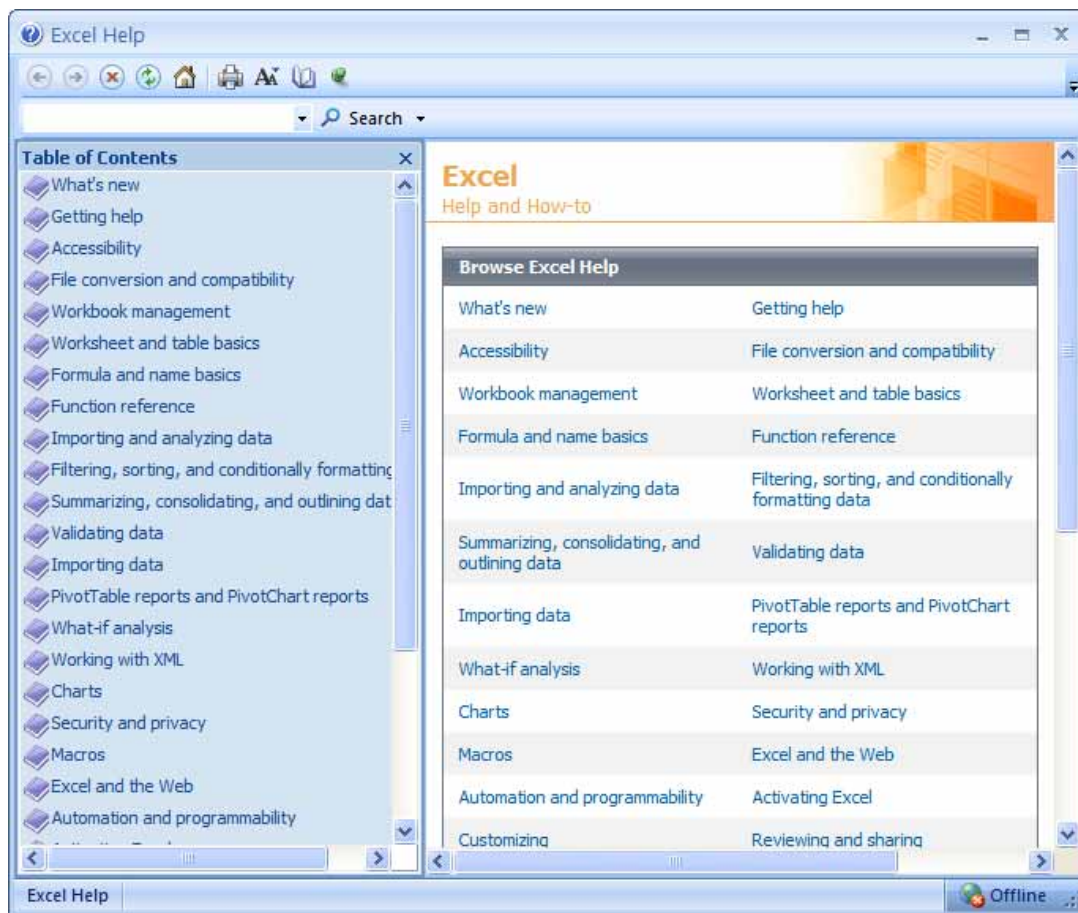 Excel Help
Search
Table of Contents
What's new
Getting help
Accessibility
File conversion and compatibility
Workbook management
Worksheet and table basics
Formula and name basics
Function reference
Importing and analyzing data
Filtering, sorting, and conditionally formatting
Summarizing, consolidating, and outlining dat
Validating data
Importing data
PivotTable reports and PivotChart reports
What-if analysis
Working with XML
Charts
Security and privacy
Macros
Excel and the Web
Automation and programmability
Excel
Help and How-to
Browse Excel Help
What's new Getting help
Accessibility File conversion and compatibility
Workbook management Worksheet and table basics
Formula and name basics Function reference
Importing and analyzing data Filtering, sorting, and conditionally
formatting data
Summarizing, consolidating, and
outlining data Validating data
Importing data PivotTable reports and PivotChart
reports
What-if analysis Working with XML
Charts Security and privacy
Macros Excel and the Web
Automation and programmability Activating Excel
Customizing Reviewing and sharing
Excel Help Offline